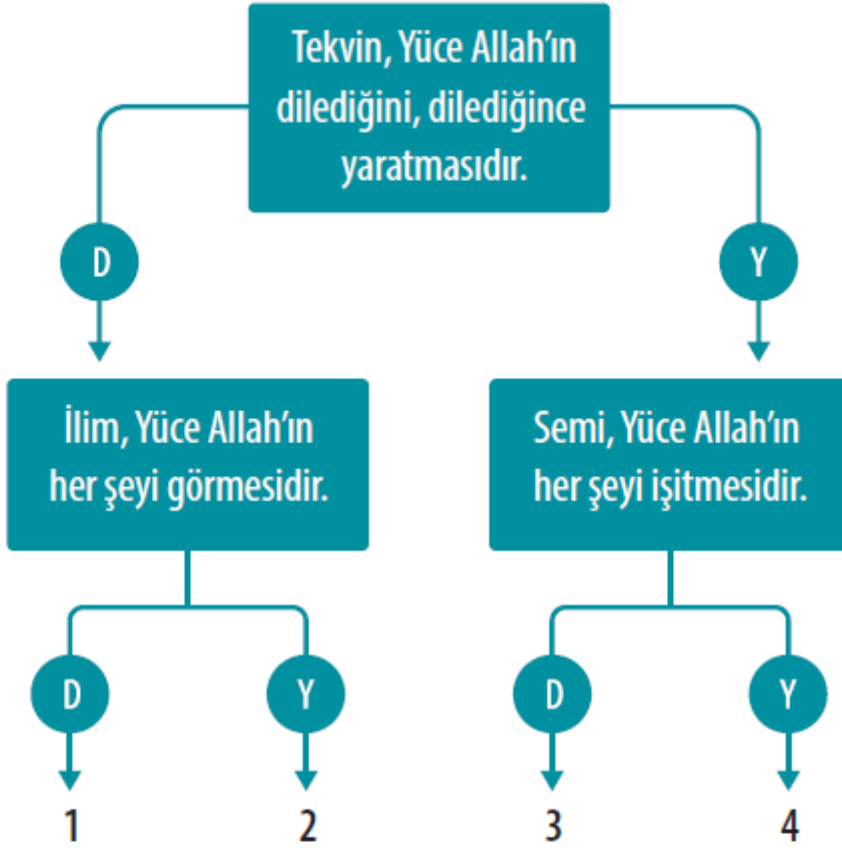 Tekvin, Yüce Allah’ın
dilediğini, dilediğince
yaratmasıdır.
D
Y
İlim, Yüce Allah’ın
her şeyi görmesidir.
Semi, Yüce Allah’ın
her şeyi işitmesidir.
D
Y
D
Y
1
2
3
4